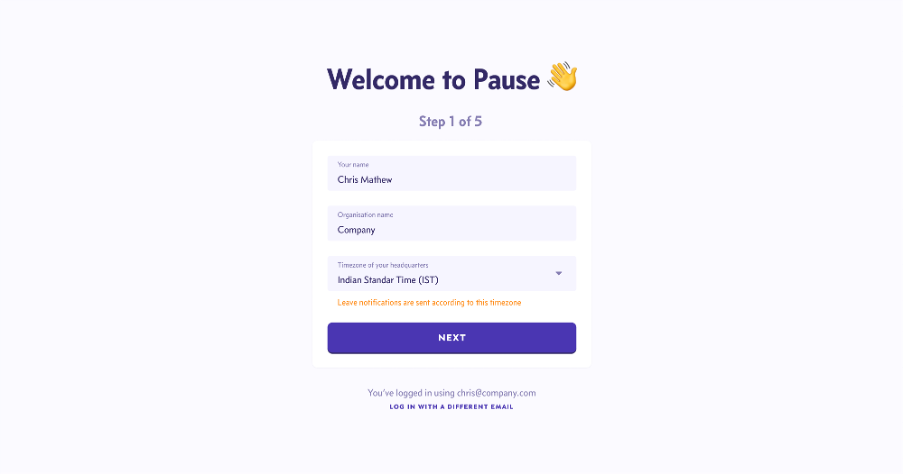 Welcome to Pause 👋
Step 1 of 5
Your name
Chris Mathew
Organisation name
Company
Timezone of your headquarters
Indian Standar Time (IST)
Leave notifications are sent according to this timezone
NEXT
You've logged in using chris@company.com
LOG IN WITH A DIFFERENT EMAIL